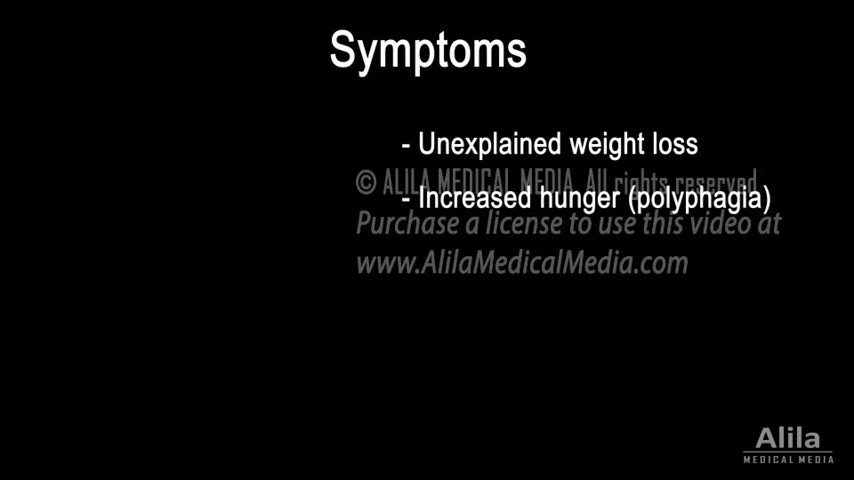 Symptoms
- Unexplained weight loss
© ALILA MEDICAL MEDIA. All rights reserved.
- Increased hunger (polyphagia)
Purchase a license to use this video at
www.AlilaMedicalMedia.com
Alila
MEDICAL MEDIA